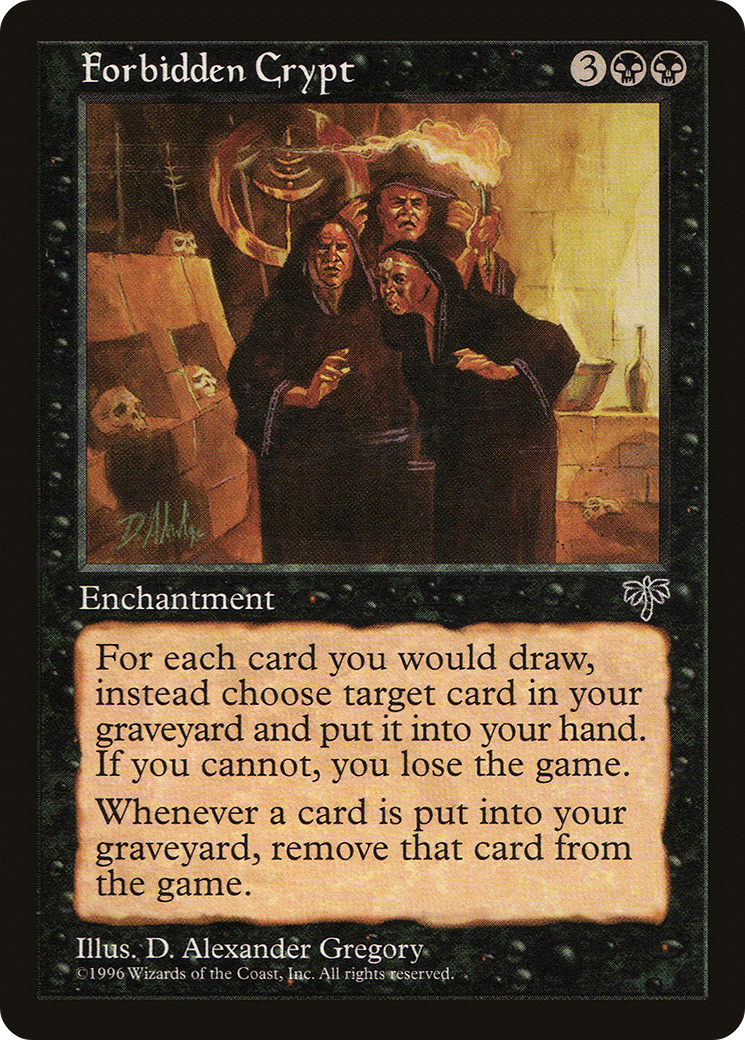 Forbidden Crypt
3
Enchantment
For each card you would draw,
instead choose target card in your
graveyard and put it into your hand.
If you cannot, you lose the game.
Whenever a card is put into your
graveyard, remove that card from
the game.
Illus. D. Alexander Gregory
©1996 Wizards of the Coast, Inc. All rights reserved.